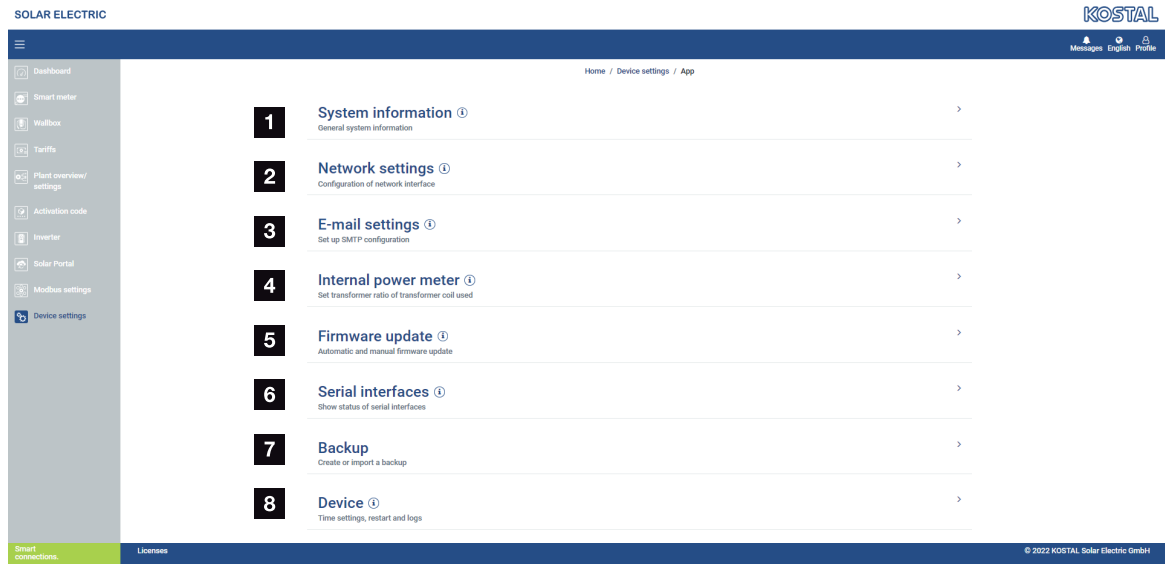 SOLAR ELECTRIC
KOSTAL
Messages English Profile
Home / Device settings / App
Dashboard
Smart meter
Wallbox
Tariffs
Plant overview/
settings
Activation code
Inverter
Solar Portal
Modbus settings
Device settings
1
System information
General system information
2
Network settings
Configuration of network interface
3
E-mail settings
Set up SMTP configuration
4
Internal power meter
Set transformer ratio of transformer coil used
5
Firmware update
Automatic and manual firmware update
6
Serial interfaces
Show status of serial interfaces
7
Backup
Create or import a backup
8
Device
Time settings, restart and logs
Smart
connections.
Licenses
© 2022 KOSTAL Solar Electric GmbH